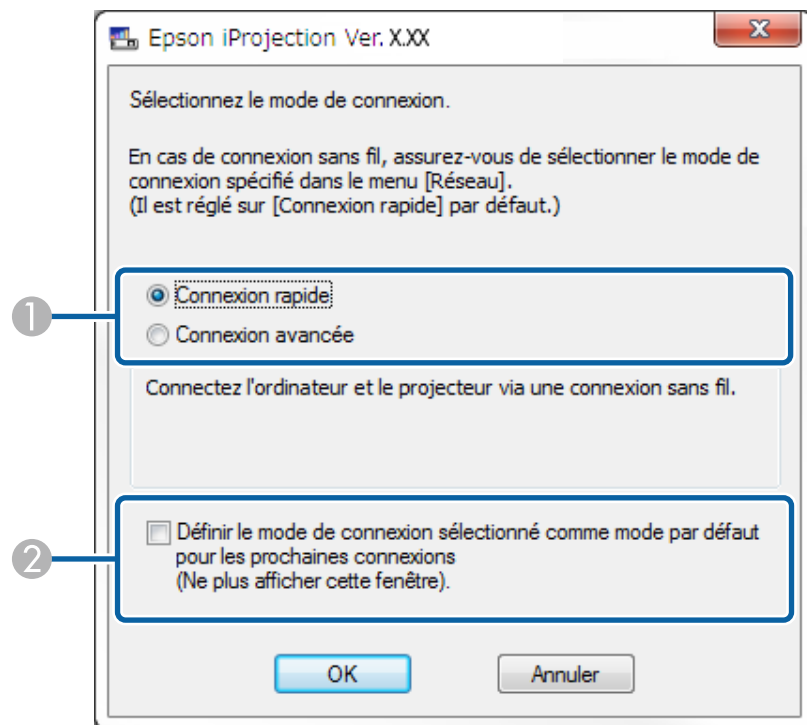 Epson iProjection Ver. X.XX
x
Sélectionnez le mode de connexion.
En cas de connexion sans fil, assurez-vous de sélectionner le mode de
connexion spécifié dans le menu [Réseau].
(Il est réglé sur [Connexion rapide] par défaut.)
1
Connexion rapide
Connexion avancée
Connectez l'ordinateur et le projecteur via une connexion sans fil.
2
Définir le mode de connexion sélectionné comme mode par défaut
pour les prochaines connexions
(Ne plus afficher cette fenêtre).
OK
Annuler